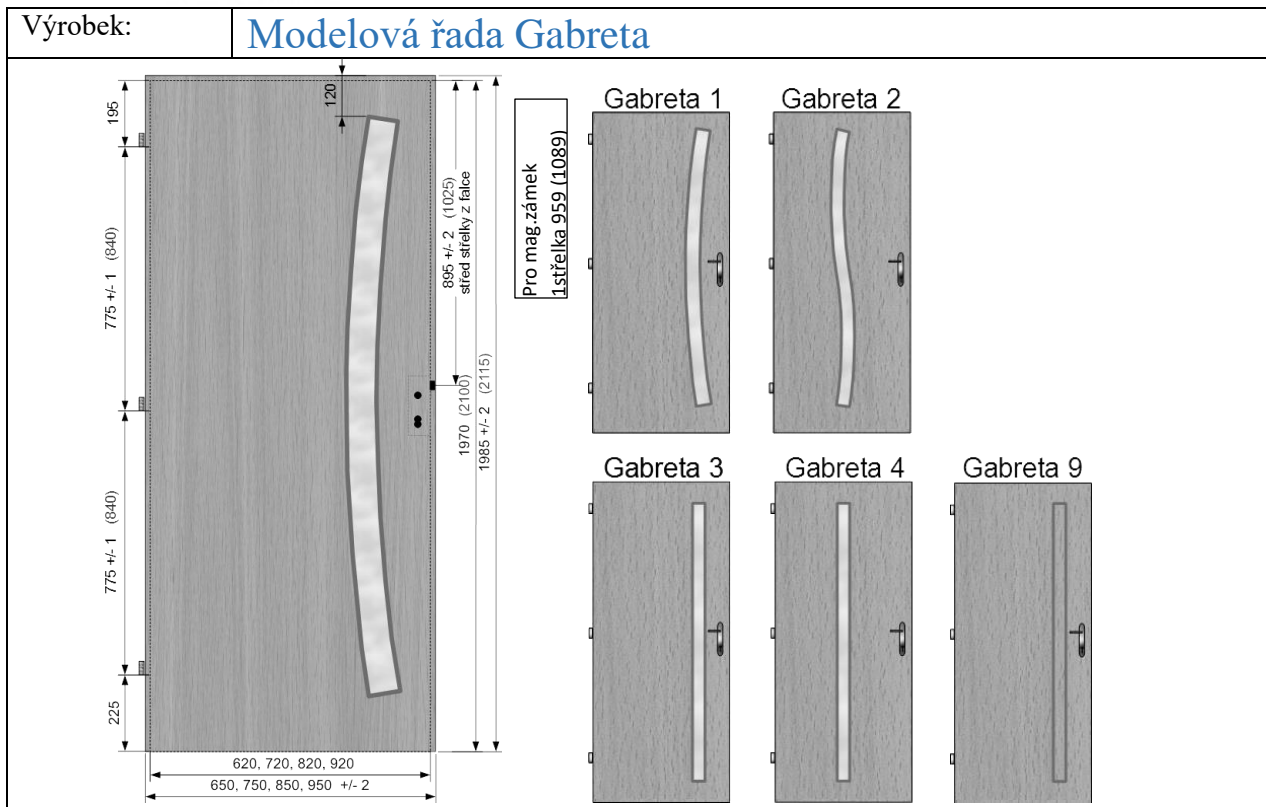 Výrobek:
Modelová řada Gabreta
120
195
775 +/- 1 (840)
775 +/- 1 (840)
225
895 +/- 2 (1025)
střed střelky z falce
1970 (2100)
1985 +/- 2 (2115)
620, 720, 820, 920
650, 750, 850, 950 +/- 2
Pro mag.zámek
1střelka 959 (1089)
Gabreta 1
Gabreta 2
Gabreta 3
Gabreta 4
Gabreta 9